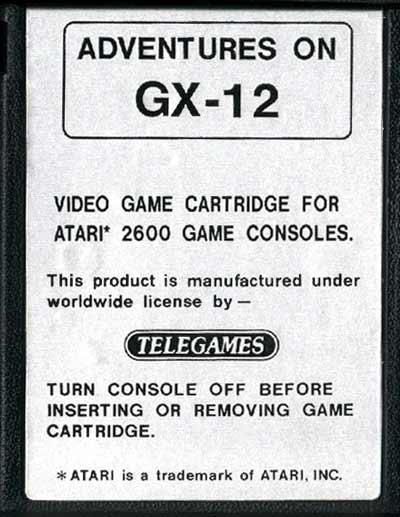 ADVENTURES ON
GX-12
VIDEO GAME CARTRIDGE FOR
ATARI* 2600 GAME CONSOLES.
This product is manufactured under
worldwide license by —
TELEGAMES
TURN CONSOLE OFF BEFORE
INSERTING OR REMOVING GAME
CARTRIDGE.
* ATARI is a trademark of ATARI, INC.